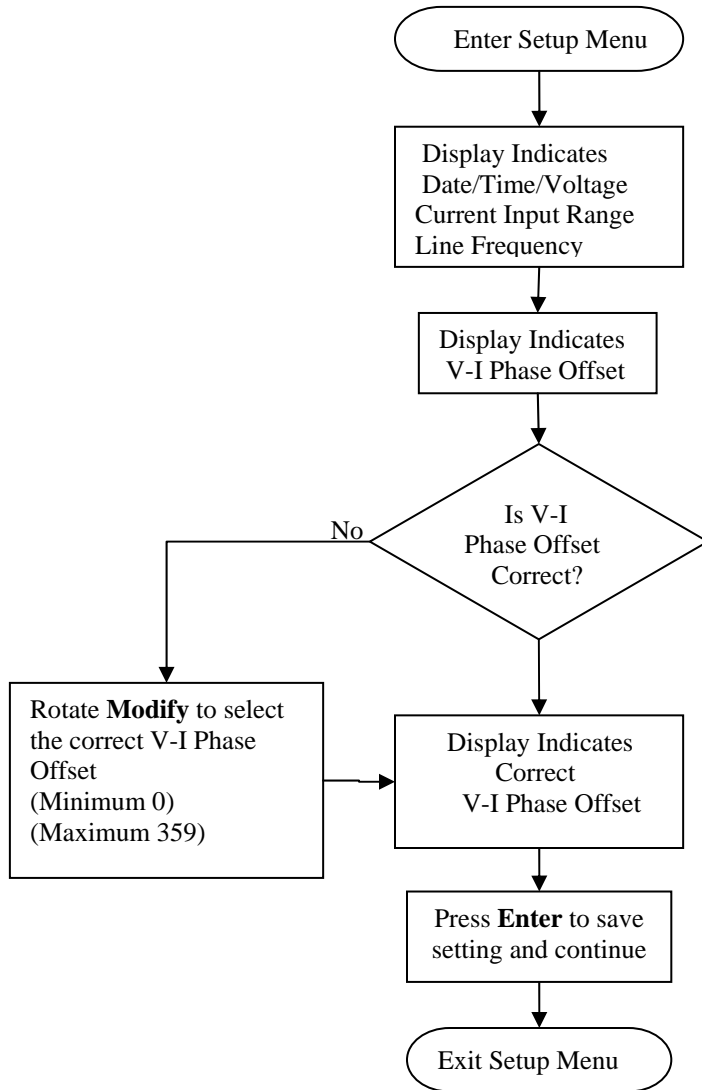 Enter Setup Menu
Display Indicates
Date/Time/Voltage
Current Input Range
Line Frequency
Display Indicates
V-I Phase Offset
Is V-I
Phase Offset
Correct?
No
Rotate Modify to select
the correct V-I Phase
Offset
(Minimum 0)
(Maximum 359)
Display Indicates
Correct
V-I Phase Offset
Press Enter to save
setting and continue
Exit Setup Menu